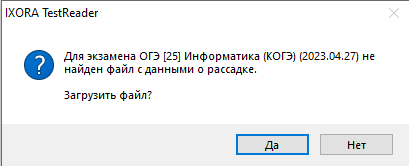 IXORA TestReader
Для экзамена ОГЭ [25] Информатика (КОГЭ) (2023.04.27) не
найден файл с данными о рассадке.
Загрузить файл?
Да Нет